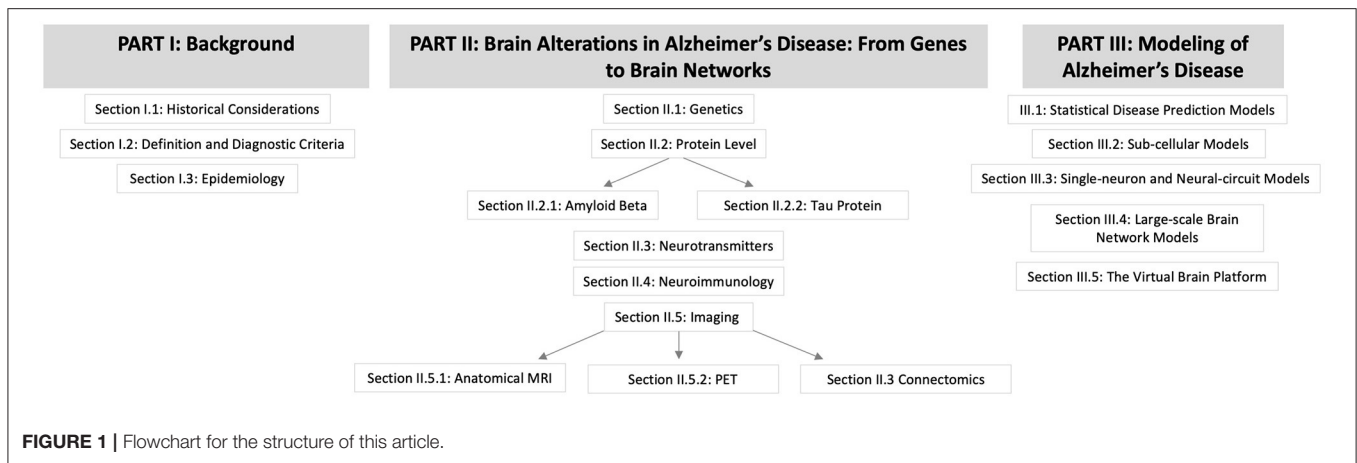 PART I: Background
Section I.1: Historical Considerations
Section I.2: Definition and Diagnostic Criteria
Section I.3: Epidemiology
PART II: Brain Alterations in Alzheimer’s Disease: From Genes
to Brain Networks
Section II.1: Genetics
Section II.2: Protein Level
Section II.2.1: Amyloid Beta
Section II.2.2: Tau Protein
Section II.3: Neurotransmitters
Section II.4: Neuroimmunology
Section II.5: Imaging
Section II.5.1: Anatomical MRI
Section II.5.2: PET
Section II.3 Connectomics
PART III: Modeling of
Alzheimer’s Disease
III.1: Statistical Disease Prediction Models
Section III.2: Sub-cellular Models
Section III.3: Single-neuron and Neural-circuit Models
Section III.4: Large-scale Brain
Network Models
Section III.5: The Virtual Brain Platform
FIGURE 1 | Flowchart for the structure of this article.